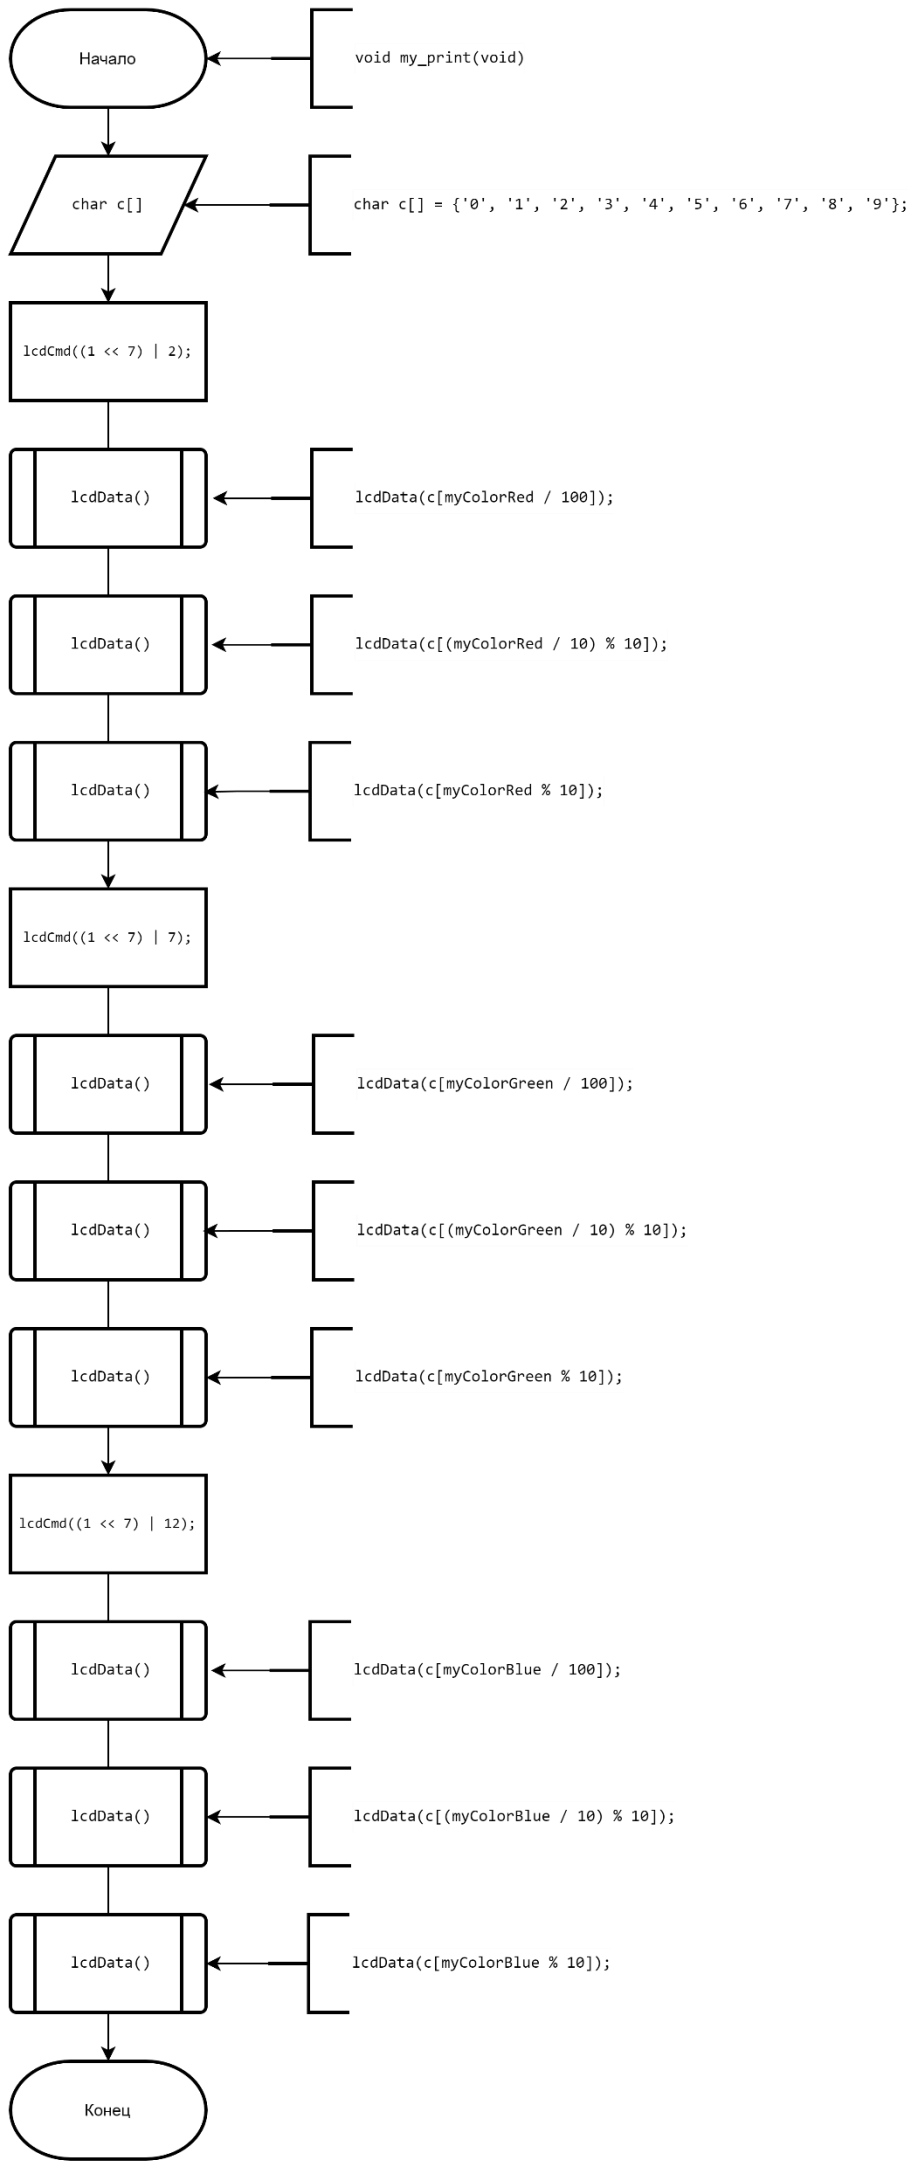 Начало
void my_print(void)
char c[]
char c[] = {'0', '1', '2', '3', '4', '5', '6', '7', '8', '9'};
lcdCmd((1 << 7) | 2);
lcdData()
lcdData(c[myColorRed / 100]);
lcdData()
lcdData(c[(myColorRed / 10) % 10]);
lcdData()
lcdData(c[myColorRed % 10]);
lcdCmd((1 << 7) | 7);
lcdData()
lcdData(c[myColorGreen / 100]);
lcdData()
lcdData(c[(myColorGreen / 10) % 10]);
lcdData()
lcdData(c[myColorGreen % 10]);
lcdCmd((1 << 7) | 12);
lcdData()
lcdData(c[myColorBlue / 100]);
lcdData()
lcdData(c[(myColorBlue / 10) % 10]);
lcdData()
lcdData(c[myColorBlue % 10]);
Конец